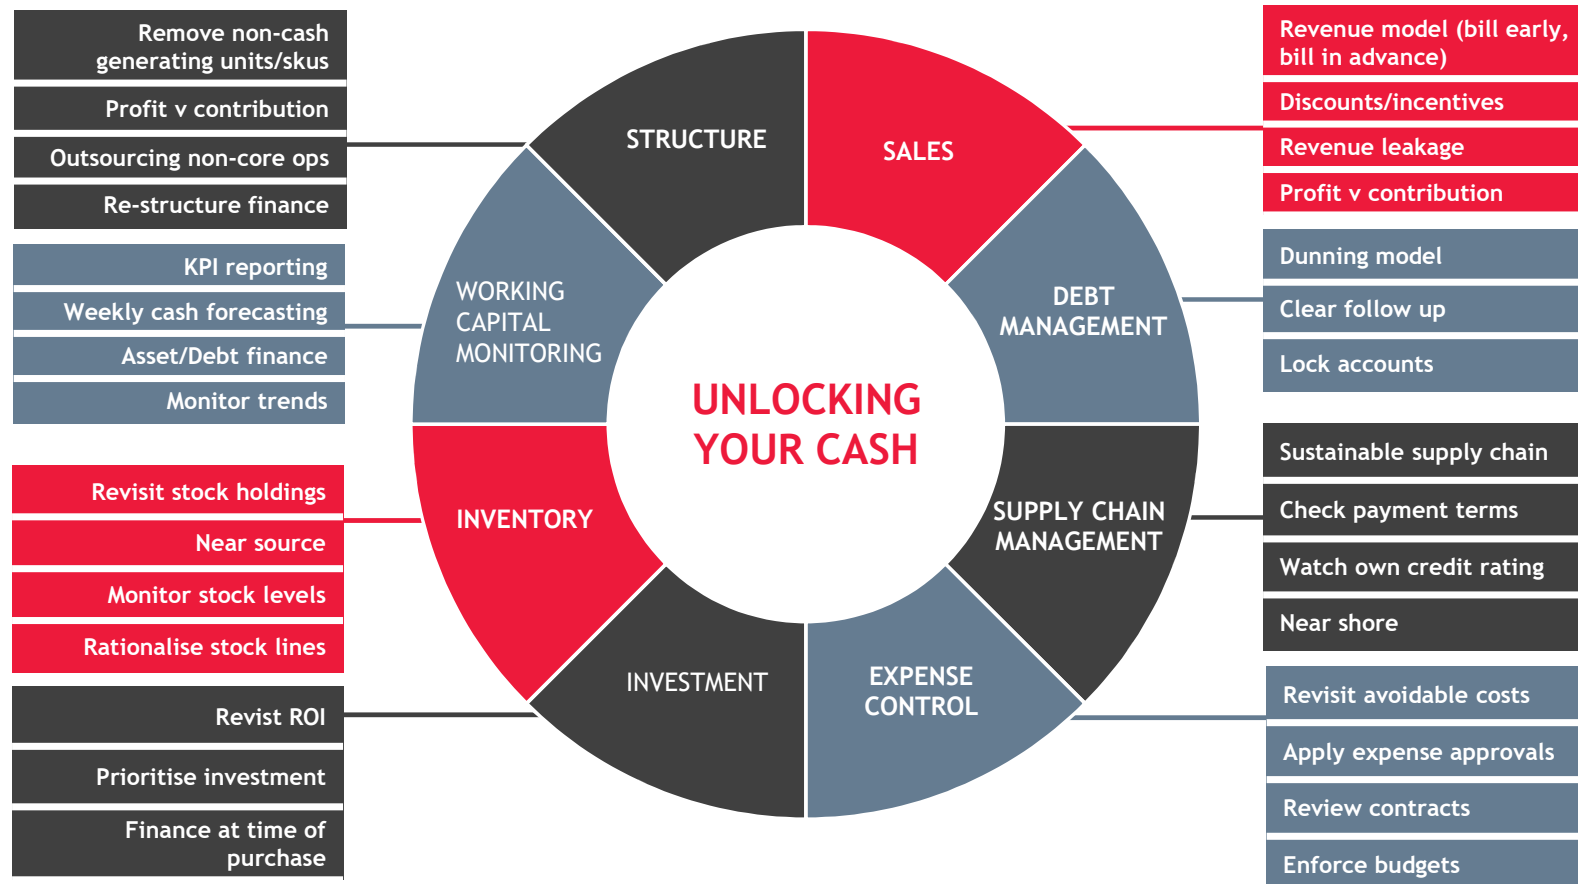 Remove non-cash
generating units/skus
Profit v contribution
Outsourcing non-core ops
Re-structure finance
KPI reporting
Weekly cash forecasting
Asset/Debt finance
Monitor trends
Revisit stock holdings
Near source
Monitor stock levels
Rationalise stock lines
Revist ROI
Prioritise investment
Finance at time of
purchase
STRUCTURE
SALES
WORKING
CAPITAL
MONITORING
DEBT
MANAGEMENT
UNLOCKING
YOUR CASH
INVENTORY
SUPPLY CHAIN
MANAGEMENT
INVESTMENT
EXPENSE
CONTROL
Revenue model (bill early,
bill in advance)
Discounts/incentives
Revenue leakage
Profit v contribution
Dunning model
Clear follow up
Lock accounts
Sustainable supply chain
Check payment terms
Watch own credit rating
Near shore
Revisit avoidable costs
Apply expense approvals
Review contracts
Enforce budgets